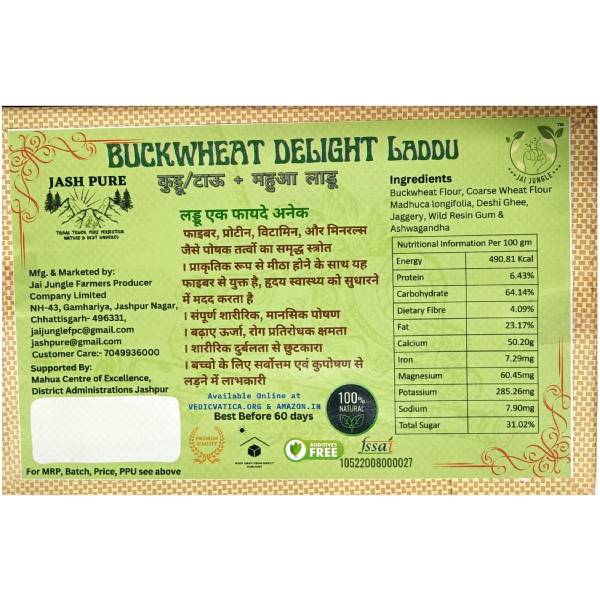 BUCKWHEAT DELIGHT LADDU
कुट्टू/टाऊ + महुआ लाडू
JASH PURE
TRIBAL TOUCH, PURE PERFECTION
NATURE'S BEST UNVEILED
TM
JAI JUNGLE
Mfg. & Marketed by:
Jai Jungle Farmers Producer
Company Limited
NH-43, Gamhariya, Jashpur Nagar,
Chhattisgarh- 496331,
jaijunglefpc@gmail.com
jashpure@gmail.com
Customer Care:- 7049936000
Supported By:
Mahua Centre of Excellence,
District Administrations Jashpur
For MRP, Batch, Price, PPU see above
लड्डू एक फायदे अनेक
फाइबर, प्रोटीन, विटामिन, और मिनरल्स
जैसे पोषक तत्वों का समृद्ध स्त्रोत
। प्राकृतिक रूप से मीठा होने के साथ यह
फाइबर से युक्त है, हृदय स्वास्थ्य को सुधारने
में मदद करता है
। संपूर्ण शारीरिक, मानसिक पोषण
। बढ़ाए ऊर्जा, रोग प्रतिरोधक क्षमता
। शारीरिक दुर्बलता से छुटकारा
। बच्चो के लिए सर्वोत्तम एवं कुपोषण से
लड़ने में लाभकारी
Available Online at
VEDICVATICA.ORG & AMAZON.IN
Best Before 60 days
100%
NATURAL
PREMIUM
QUALITY
KEEP AWAY FROM DIRECT
SUNLIGHT
ADDITIVES
FREE
fssai
10522008000027
Ingredients
Buckwheat Flour, Coarse Wheat Flour
Madhuca longifolia, Deshi Ghee,
Jaggery, Wild Resin Gum &
Ashwagandha
Nutritional Information Per 100 gm
Energy 490.81 Kcal
Protein 6.43%
Carbohydrate 64.14%
Dietary Fibre 4.09%
Fat 23.17%
Calcium 50.20g
Iron 7.29mg
Magnesium 60.45mg
Potassium 285.26mg
Sodium 7.90mg
Total Sugar 31.02%